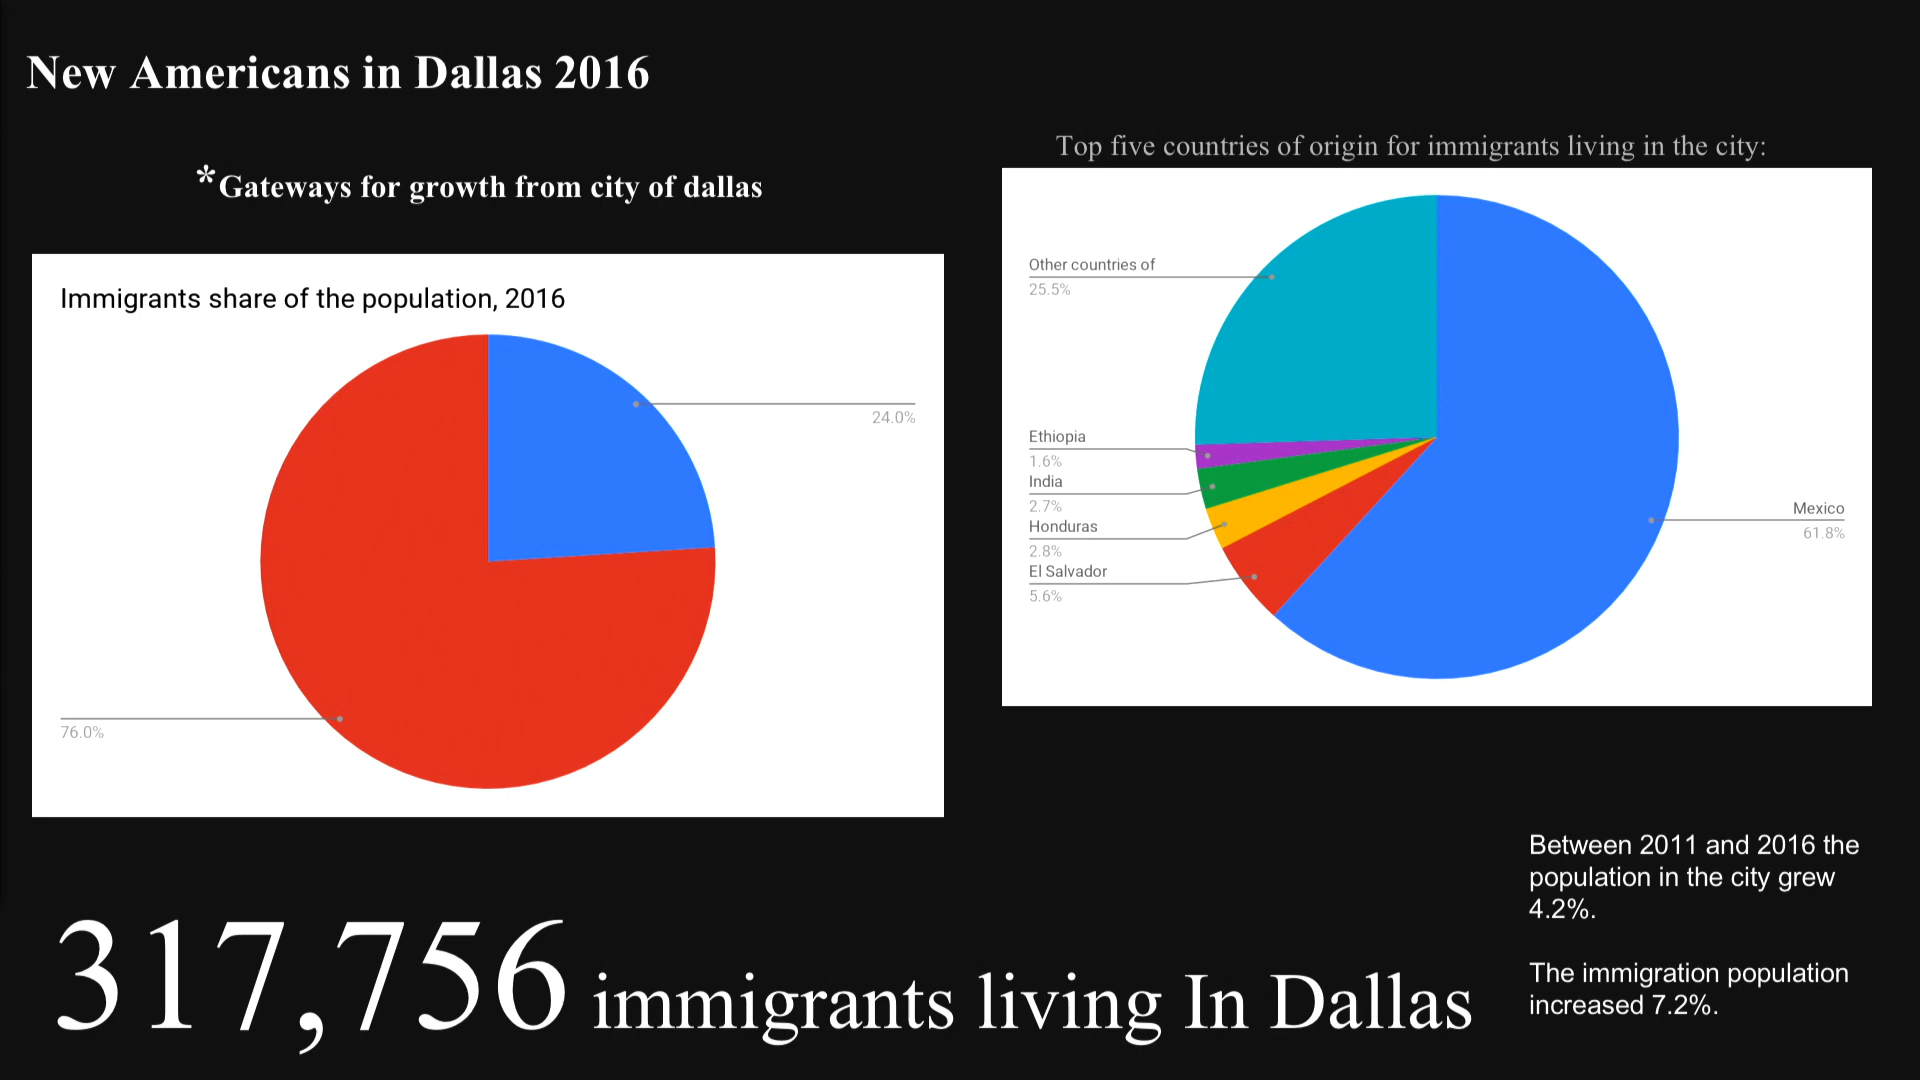 New Americans in Dallas 2016
*Gateways for growth from city of dallas
Immigrants share of the population, 2016
24.0%
76.0%
Top five countries of origin for immigrants living in the city:
Other countries of
25.5%
Ethiopia
1.6%
India
2.7%
Honduras
2.8%
El Salvador
5.6%
Mexico
61.8%
317,756 immigrants living In Dallas
Between 2011 and 2016 the
population in the city grew
4.2%.
The immigration population
increased 7.2%.